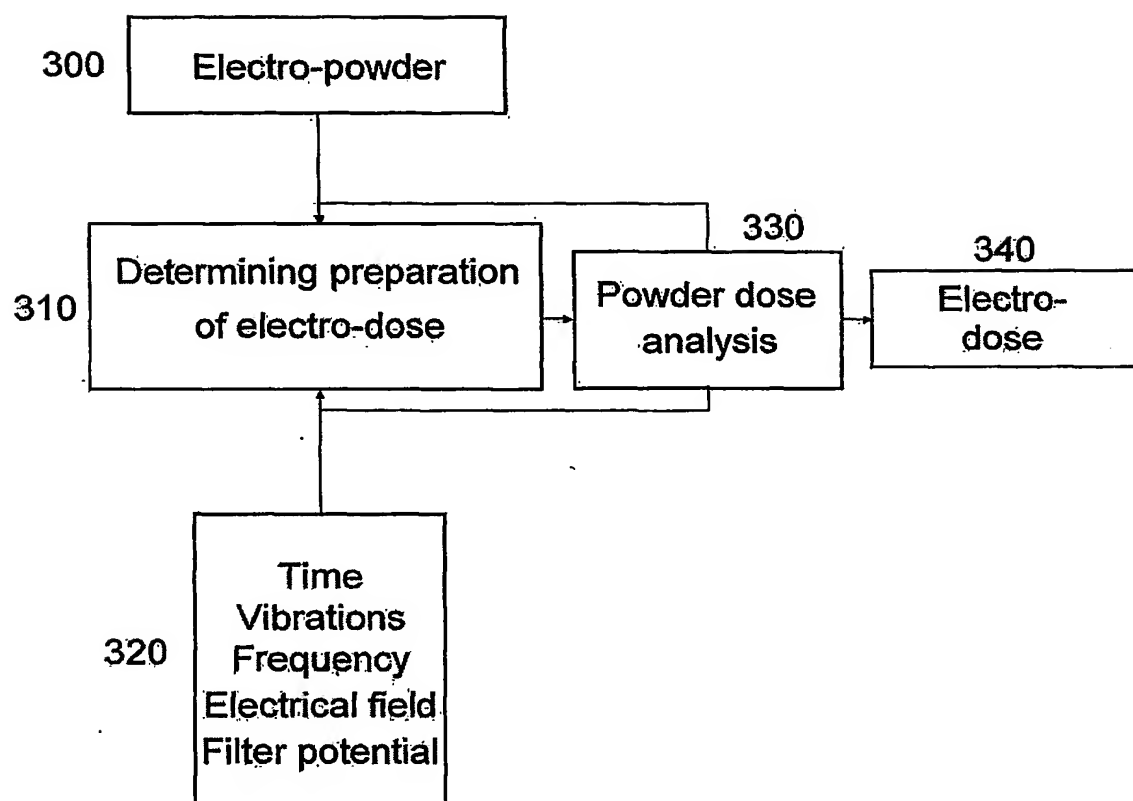 300
Electro-powder
330
340
310
Determining preparation
of electro-dose
Powder dose
analysis
Electro-
dose
320
Time
Vibrations
Frequency
Electrical field
Filter potential